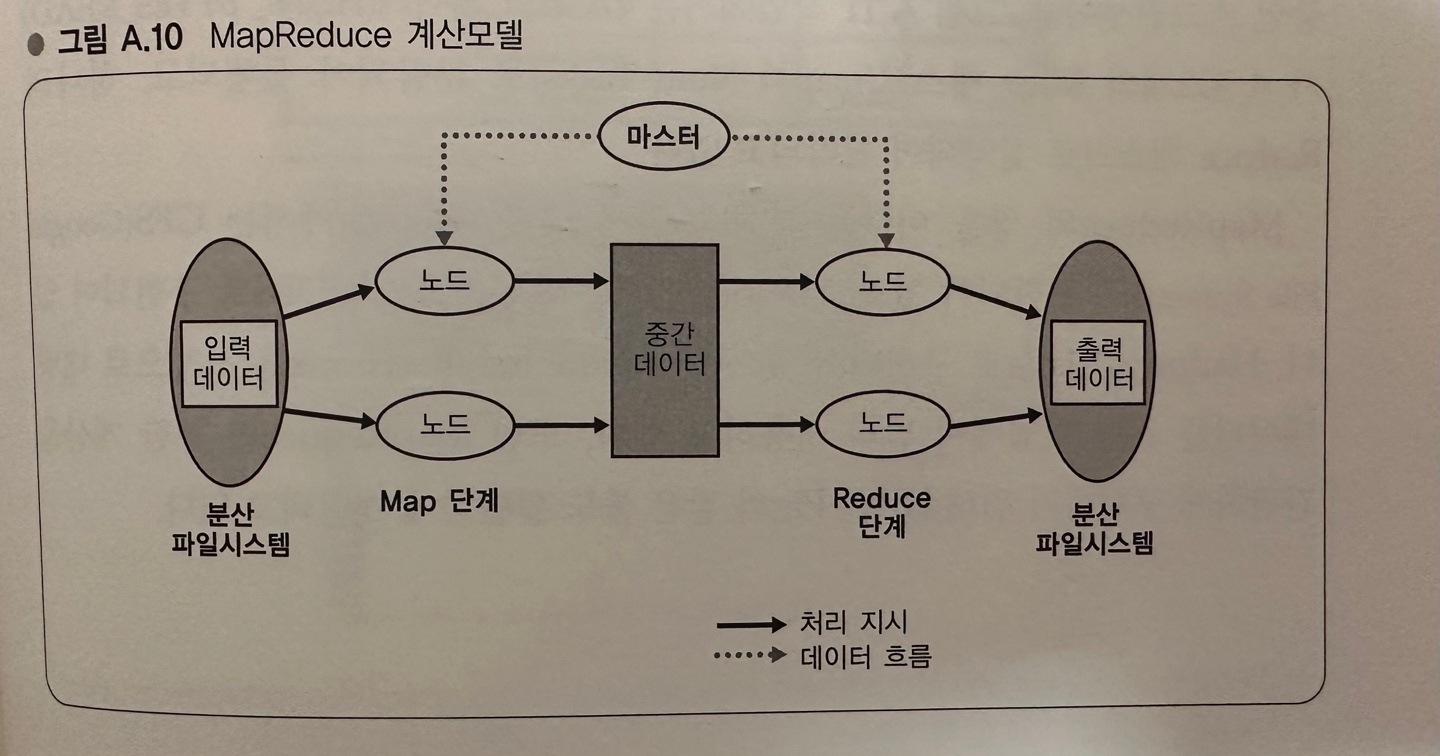 그림 A.10 MapReduce 계산모델
마스터
노드
노드
입력
데이터
중간
데이터
출력
데이터
노드
노드
Map 단계
Reduce
단계
분산
파일시스템
분산
파일시스템
처리 지시
데이터 흐름